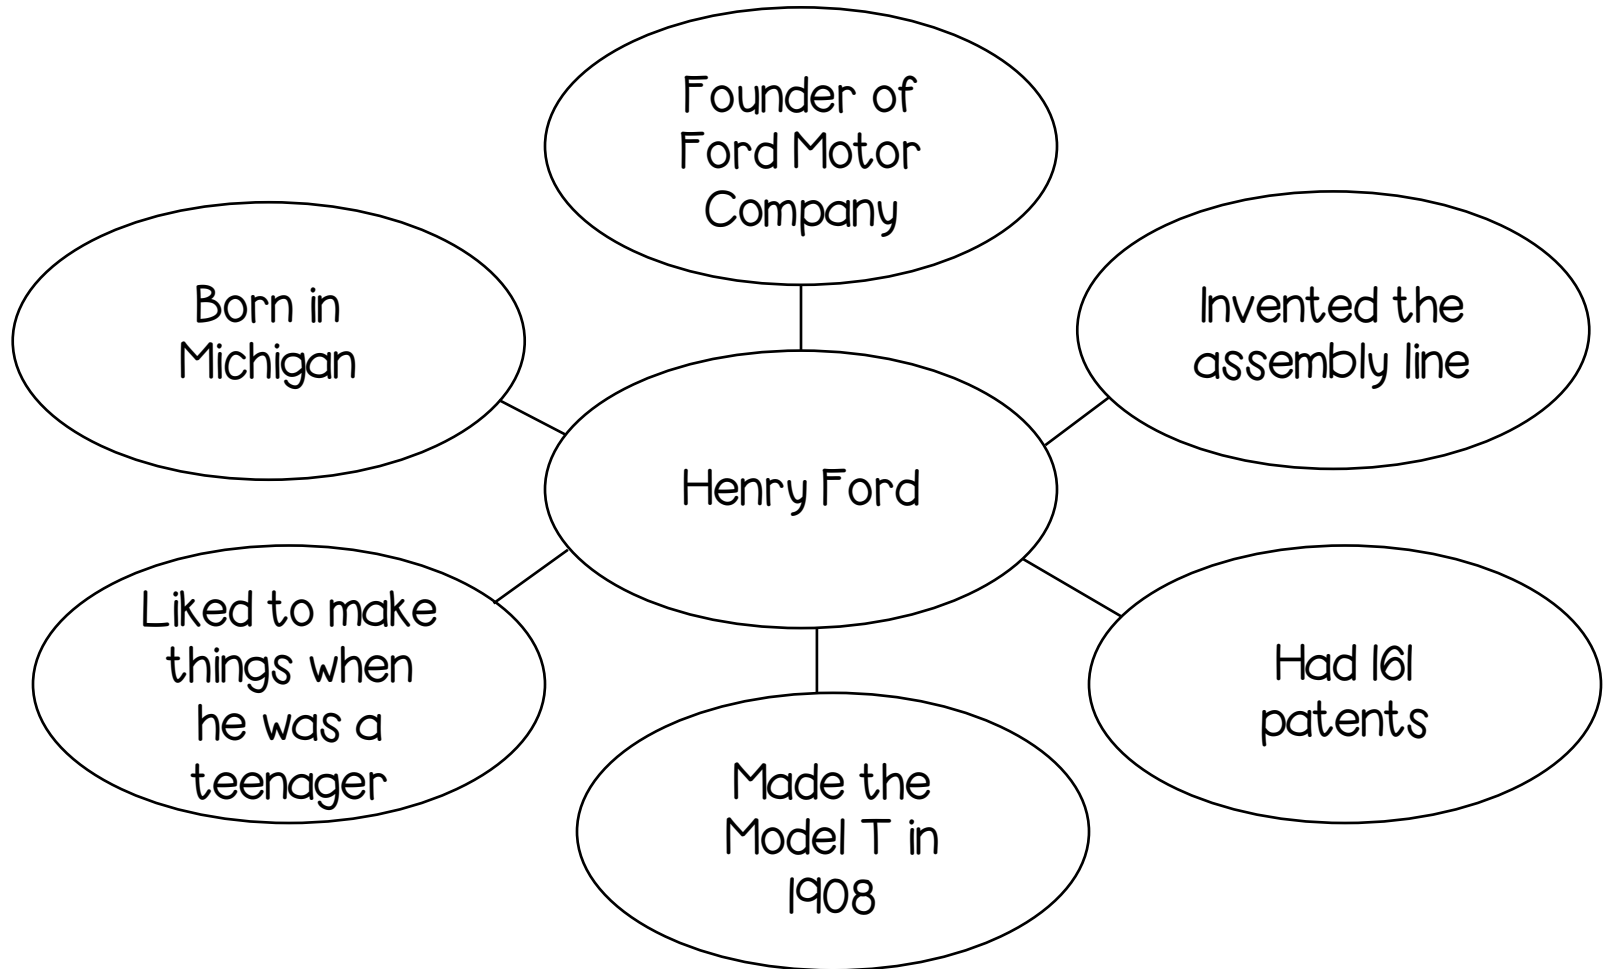 Founder of
Ford Motor
Company
Born in
Michigan
Invented the
assembly line
Henry Ford
Liked to make
things when
he was a
teenager
Had 161
patents
Made the
Model T in
1908